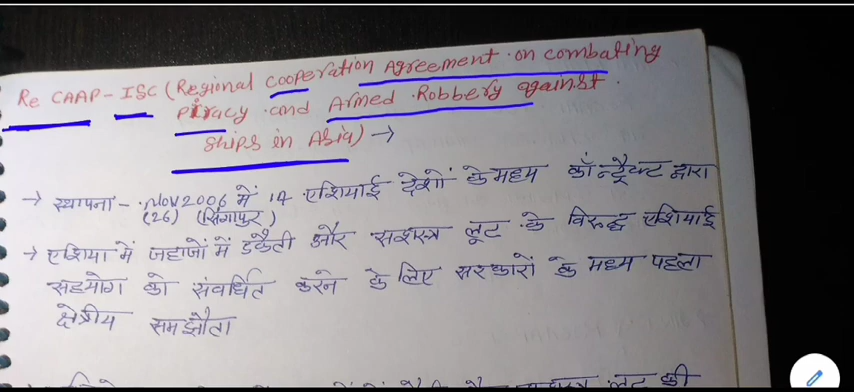 Re CAAP - ISC (Regional cooperation Agreement on combating
piracy and Armed Robbery against
ships in Asia) →
→ स्थापना - Nov 2006 में 14 एशियाई देशों के मध्य कॉन्ट्रैक्ट द्वारा
(26) (सिंगापुर)
→ एशिया में जहाजों में डकैती और सशस्त्र लूट के विरुद्ध एशियाई
सहयोग को संवर्धित करने के लिए सरकारों के मध्य पहला
क्षेत्रीय समझौता
लूट की